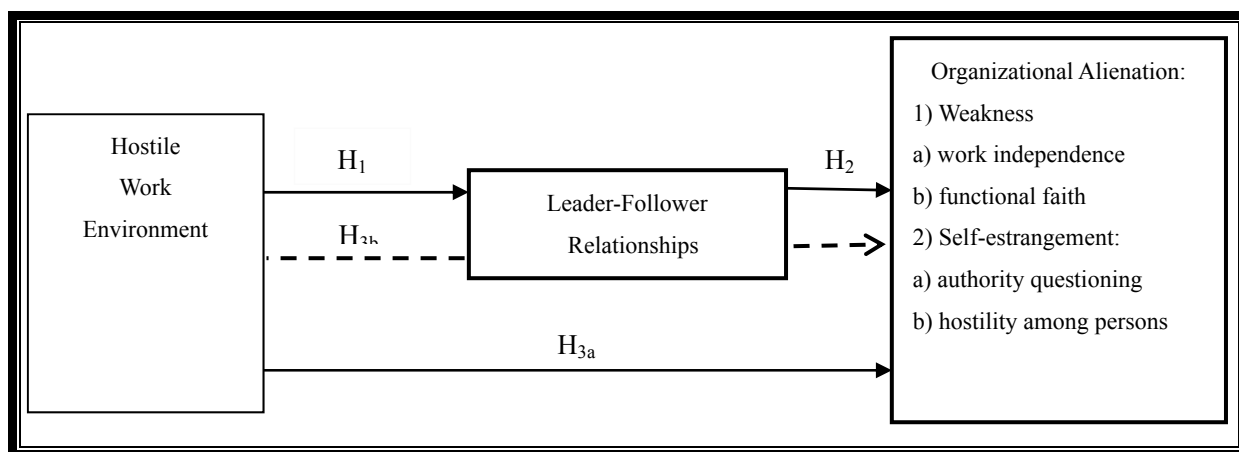 Hostile
Work
Environment
H1
H3b
Leader-Follower
Relationships
H2
H3a
Organizational Alienation:
1) Weakness
a) work independence
b) functional faith
2) Self-estrangement:
a) authority questioning
b) hostility among persons